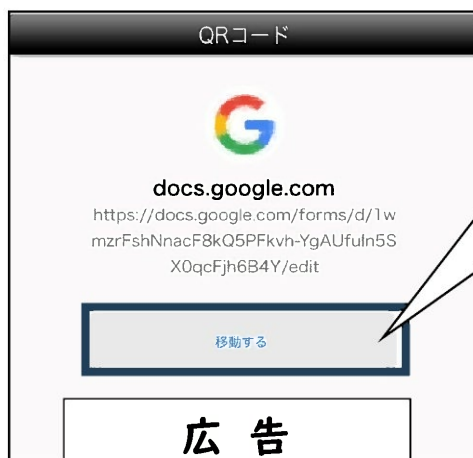 QRコード
docs.google.com
https://docs.google.com/forms/d/1w
mzrFshNnacF8kQ5PFkvh-YgAUfuIn5S
X0qcFjh6B4Y/edit
移動する
広 告